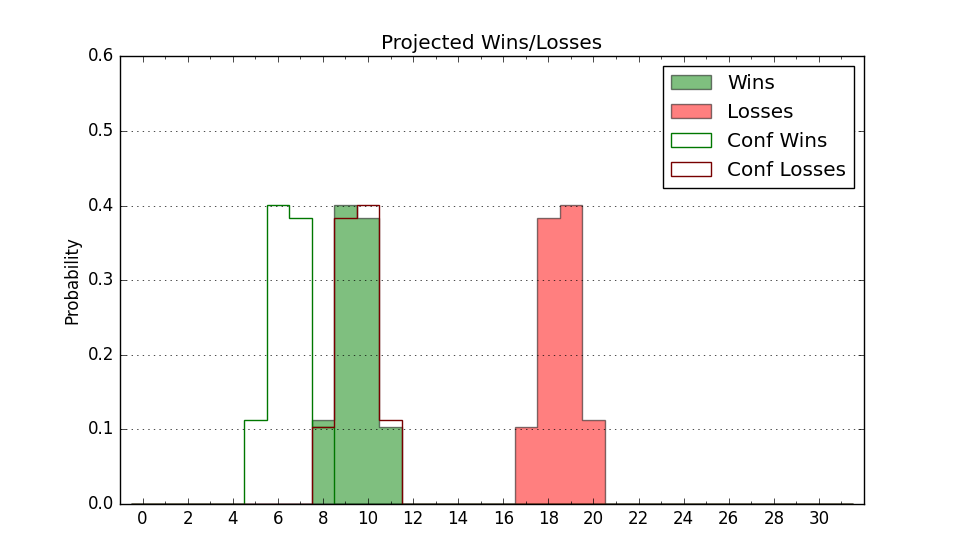 Projected Wins/Losses
0.6
0.5
0.4
0.3
0.2
0.1
0.0
Probability
Wins
Losses
Conf Wins
Conf Losses
0 2 4 6 8 10 12 14 16 18 20 22 24 26 28 30